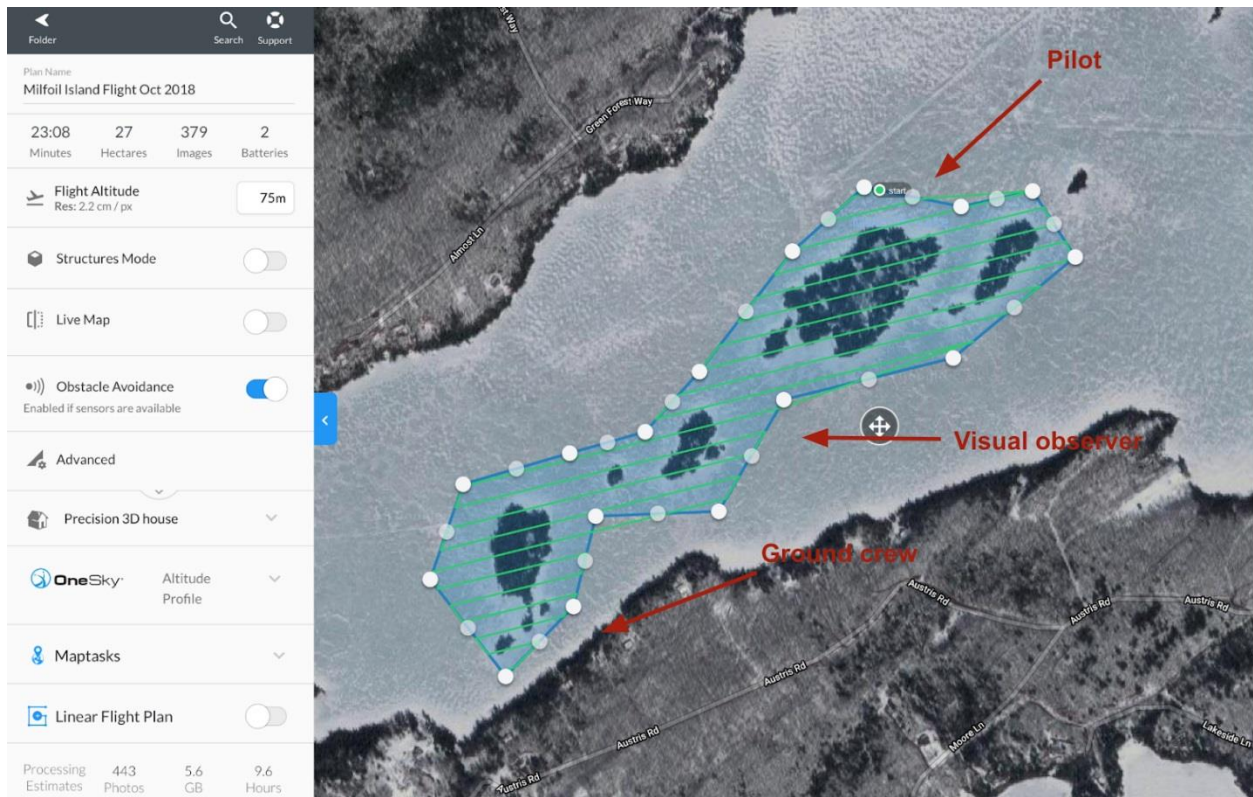 Folder
Search
Support
Plan Name
Milfoil Island Flight Oct 2018
23:08 27 379 2
Minutes Hectares Images Batteries
Flight Altitude
Res: 2.2 cm / px
75m
Structures Mode
Live Map
Obstacle Avoidance
Enabled if sensors are available
Advanced
Precision 3D house
OneSky
Altitude
Profile
Maptasks
Linear Flight Plan
Processing 443 5.6 9.6
Estimates Photos GB Hours
Way
Green Forest Way
Almost Ln
Pilot
start
Visual observer
Ground crew
Austris Rd
Austris Rd
Austris Rd
Austris Rd
Austris Rd
Austris Rd
Moore Ln
Lakeside Ln